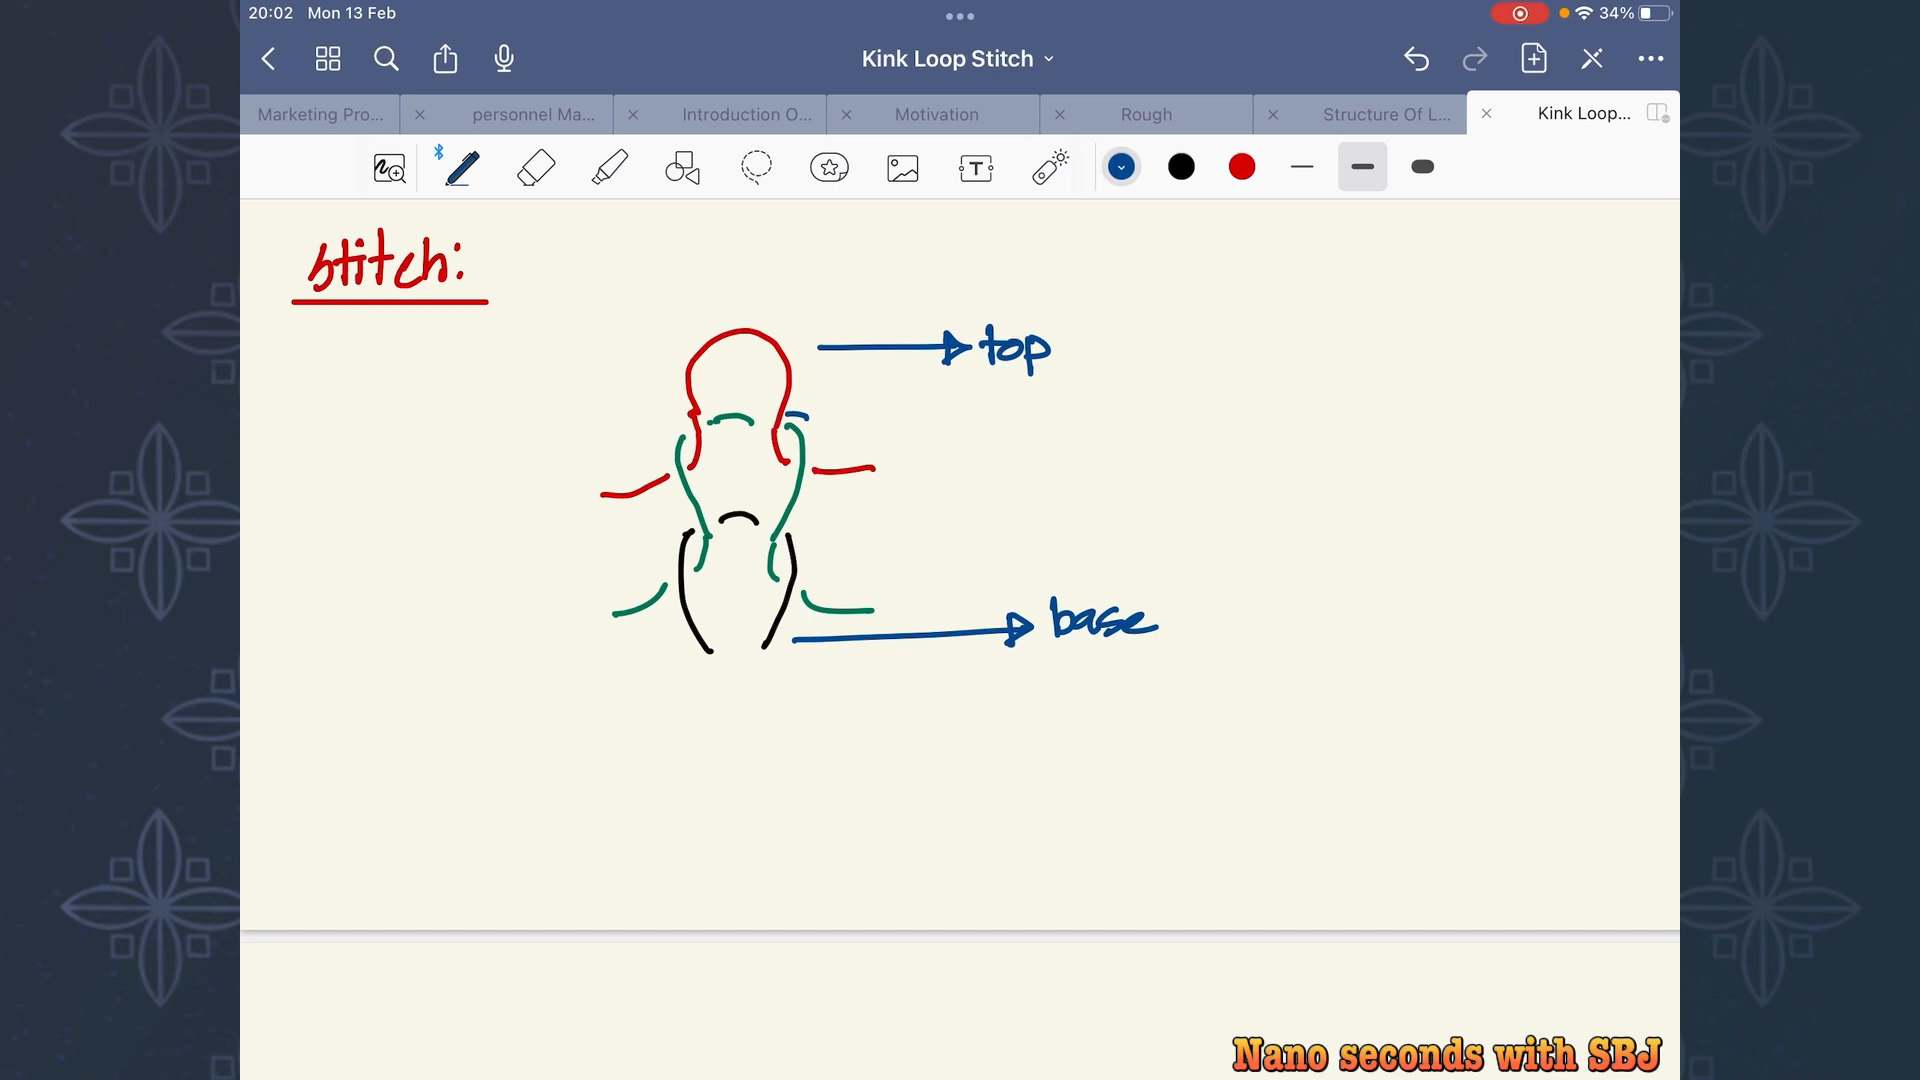 20:02 Mon 13 Feb
34%
Kink Loop Stitch
Marketing Pro... personnel Ma... Introduction O... Motivation Rough Structure Of L... Kink Loop...
T
stitch:
top
base
Nano seconds with SBJ